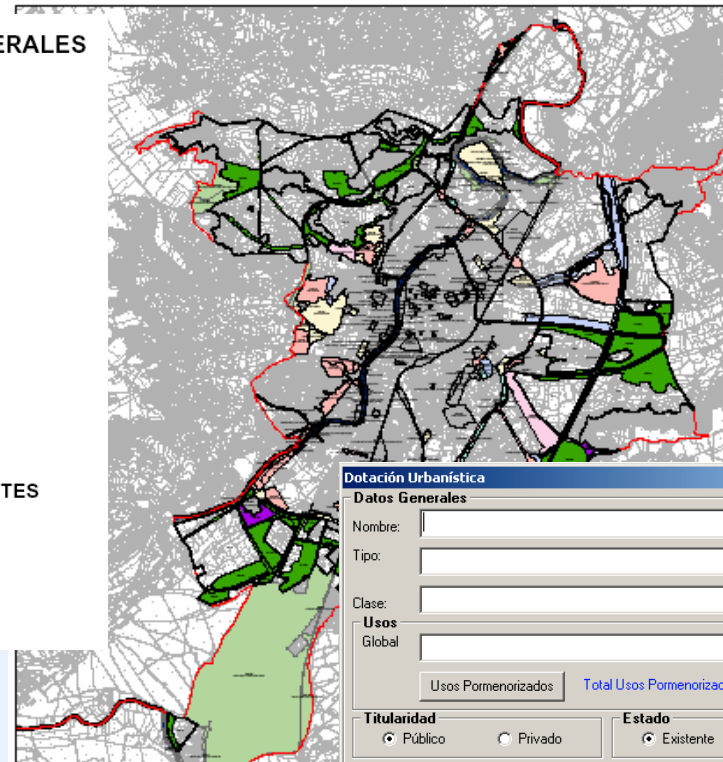 ERALES
TES
Dotación Urbanística
Datos Generales
Nombre:
Tipo:
Clase:
Usos
Global
Usos Pormenorizados Total Usos Pormenorizad
Titularidad Estado
Público Privado Existente